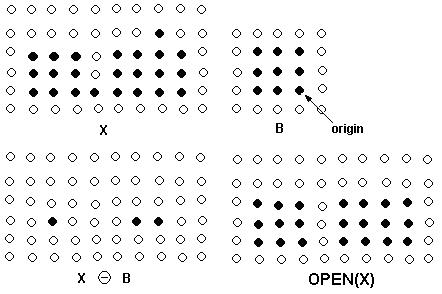 X
B
origin
X ⊖ B
OPEN(X)